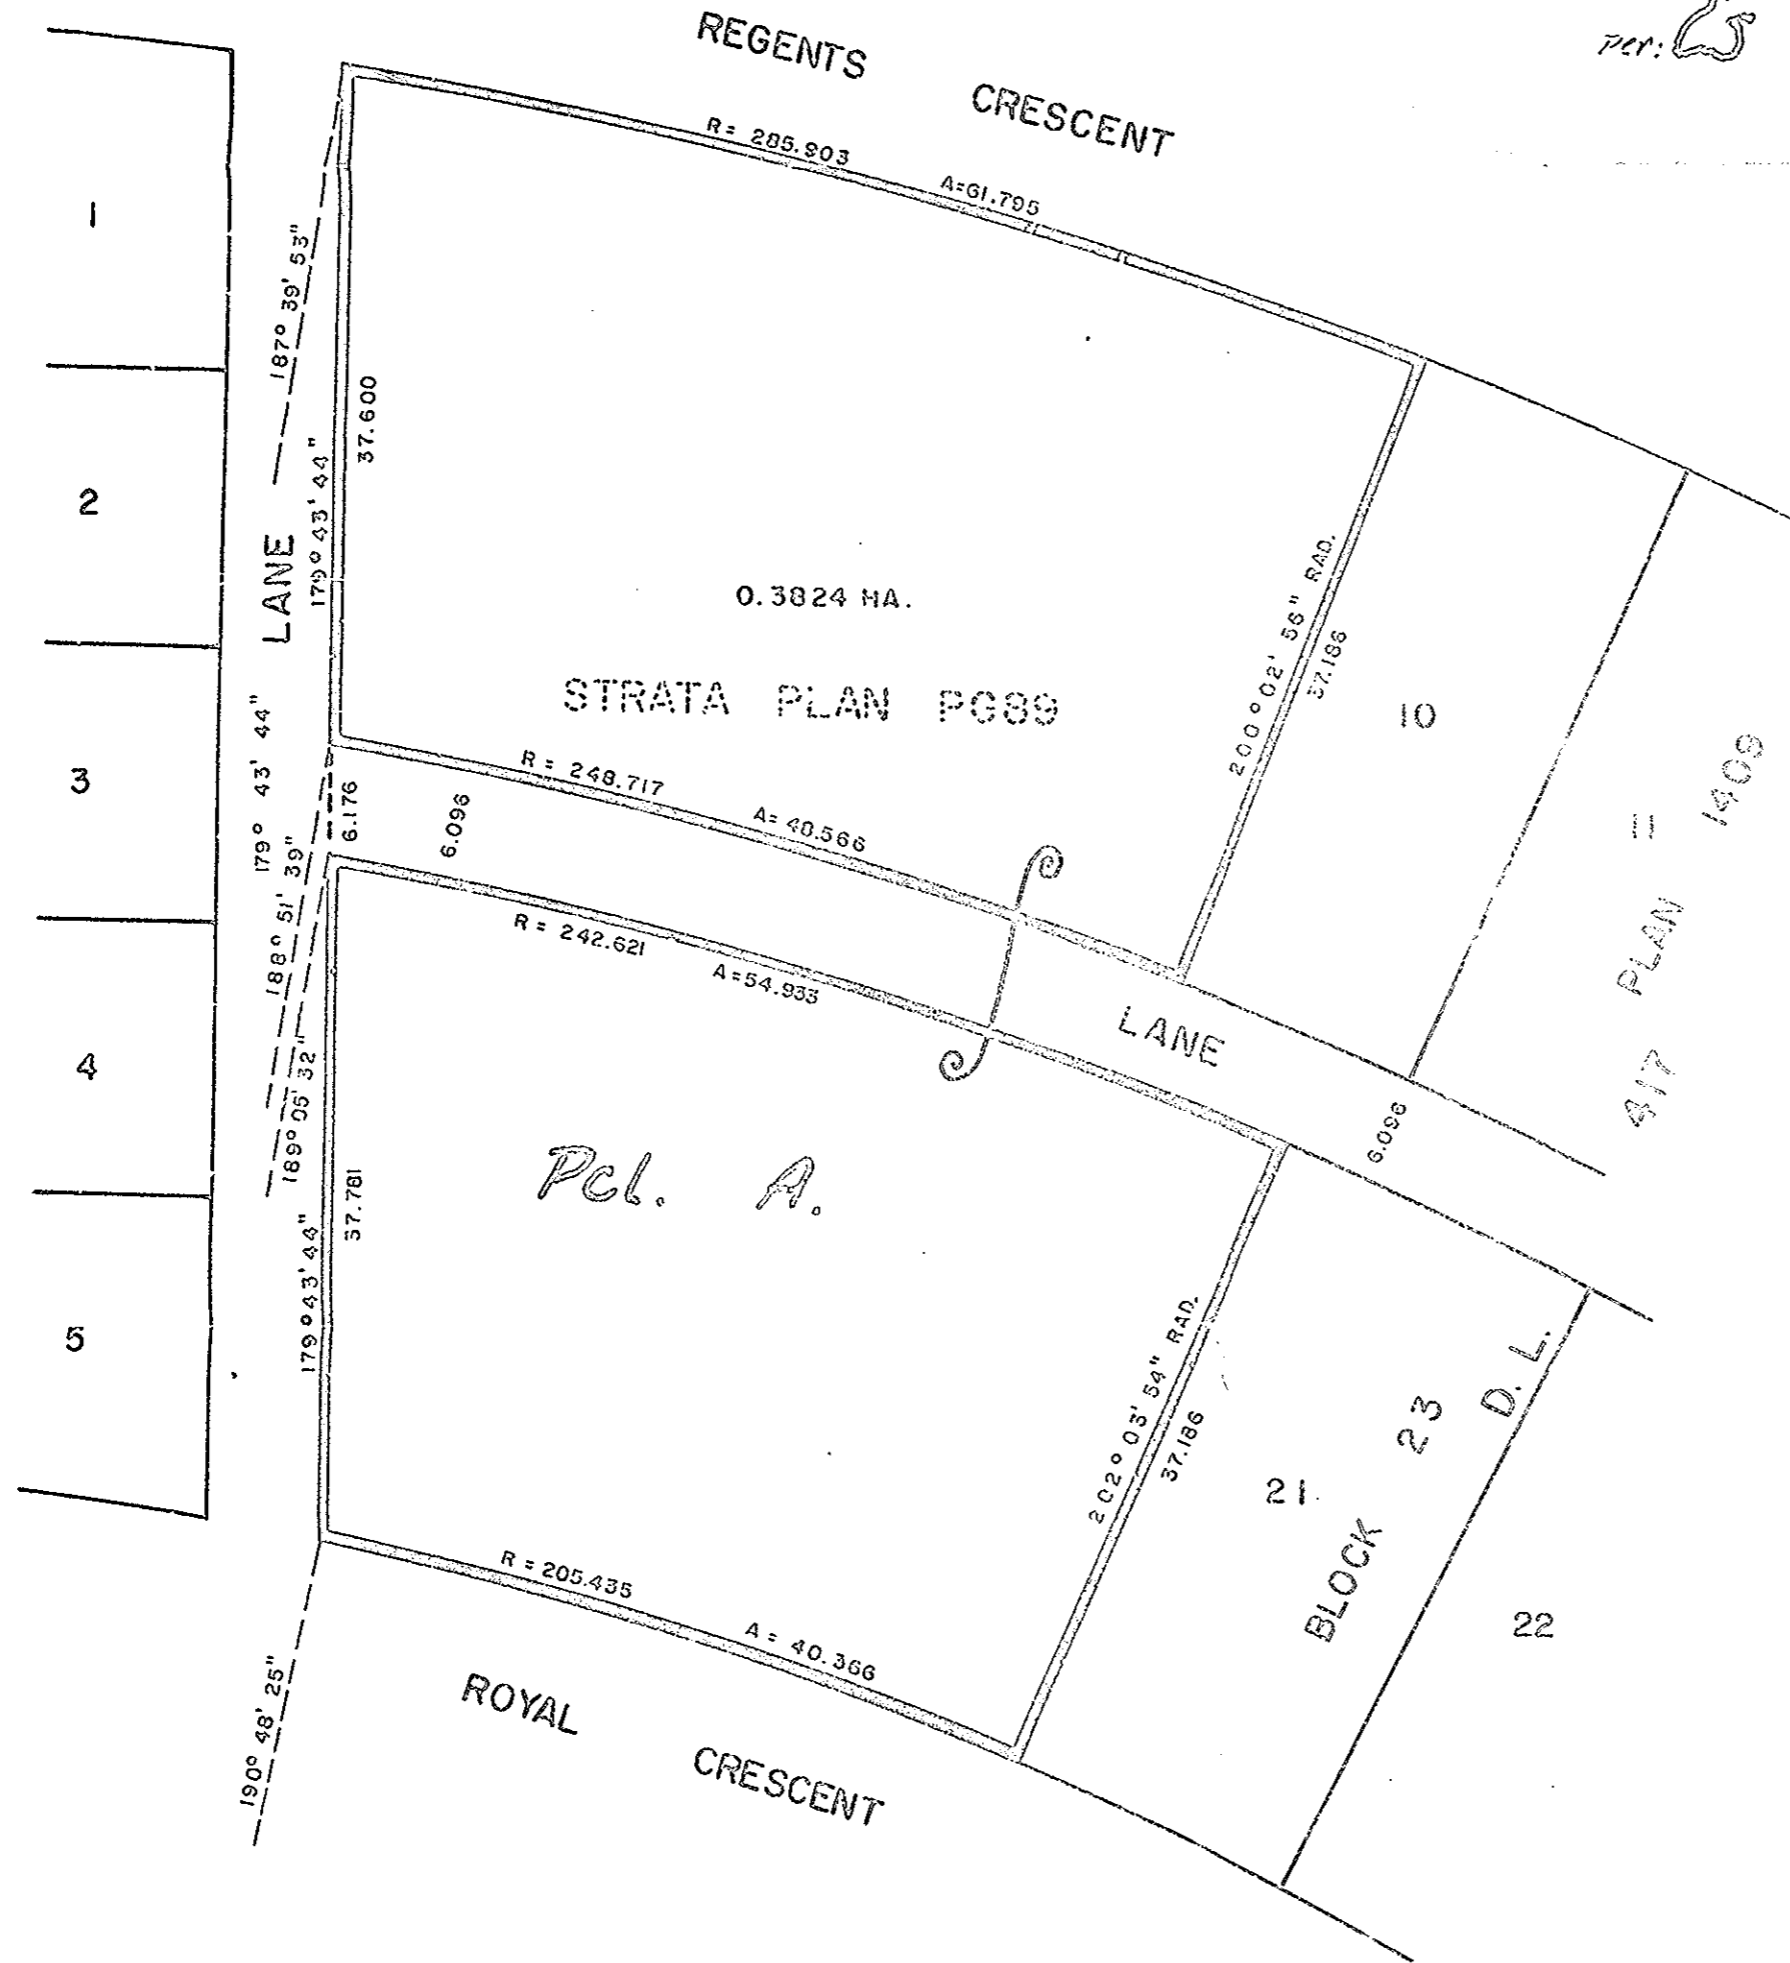 per:
REGENTS CRESCENT
R= 285.903 A=61.795
1
187° 39' 53"
37.600
179° 43' 44"
2
LANE
0.3824 HA.
200° 02' 56" RAD.
37.186
STRATA PLAN PG89
10
11
PLAN 1409
3
179° 43' 44"
R = 248.717 A= 48.566
6.176
6.096
188° 51' 39"
R = 242.621 A=54.933
LANE
6.096
D. L. 417
4
189° 05' 32"
Pcl. A.
37.781
179° 43' 44"
5
202° 03' 54" RAD.
37.186
21
BLOCK 23
22
R = 205.435 A = 40.366
190° 48' 25"
ROYAL CRESCENT